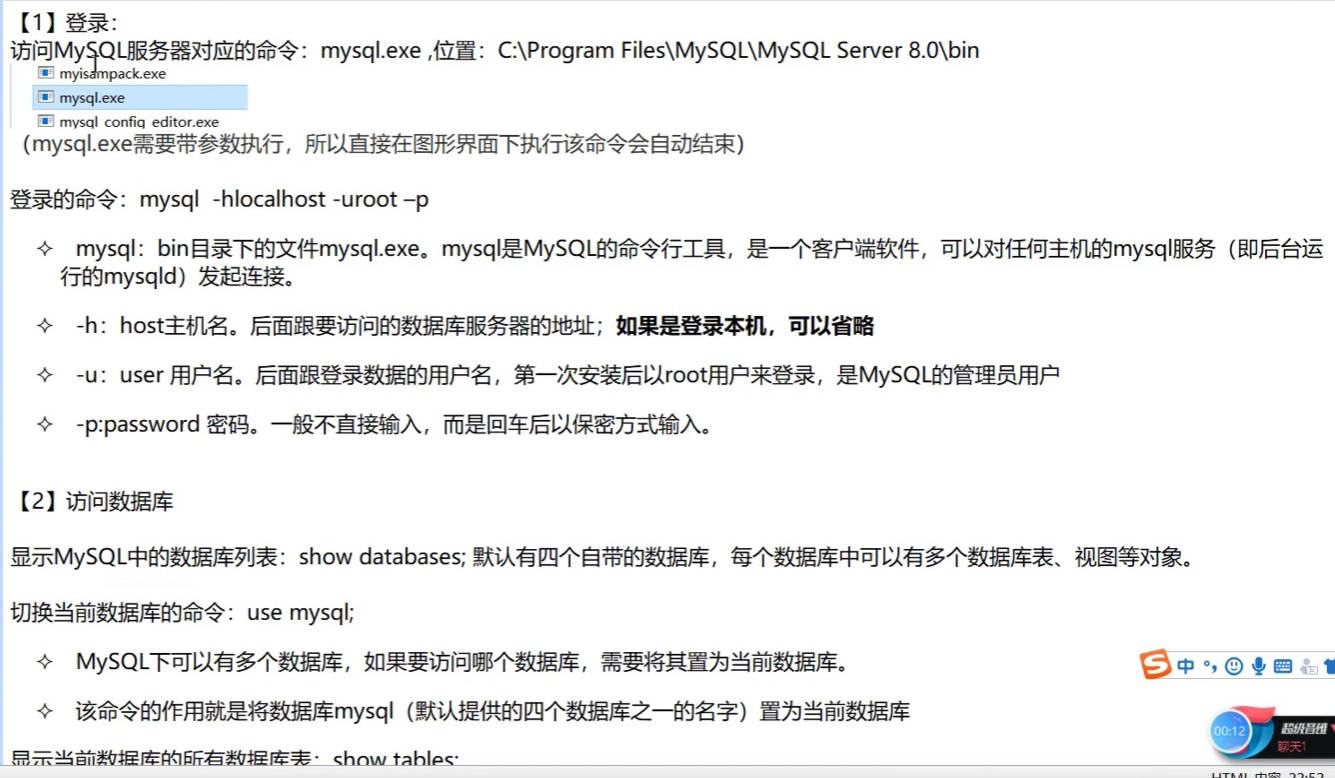 【1】登录：
访问MySQL服务器对应的命令：mysql.exe ,位置：C:\Program Files\MySQL\MySQL Server 8.0\bin
myisampack.exe
mysql.exe
mysql_config_editor.exe
（mysql.exe需要带参数执行，所以直接在图形界面下执行该命令会自动结束）
登录的命令：mysql -hlocalhost -uroot –p
✧ mysql：bin目录下的文件mysql.exe。mysql是MySQL的命令行工具，是一个客户端软件，可以对任何主机的mysql服务（即后台运
行的mysqld）发起连接。
✧ -h：host主机名。后面跟要访问的数据库服务器的地址；如果是登录本机，可以省略
✧ -u：user 用户名。后面跟登录数据的用户名，第一次安装后以root用户来登录，是MySQL的管理员用户
✧ -p:password 密码。一般不直接输入，而是回车后以保密方式输入。
【2】访问数据库
显示MySQL中的数据库列表：show databases; 默认有四个自带的数据库，每个数据库中可以有多个数据库表、视图等对象。
切换当前数据库的命令：use mysql;
✧ MySQL下可以有多个数据库，如果要访问哪个数据库，需要将其置为当前数据库。
中
✧ 该命令的作用就是将数据库mysql（默认提供的四个数据库之一的名字）置为当前数据库
00:12
聊天1
显示当前数据库的所有数据库表：show tables;